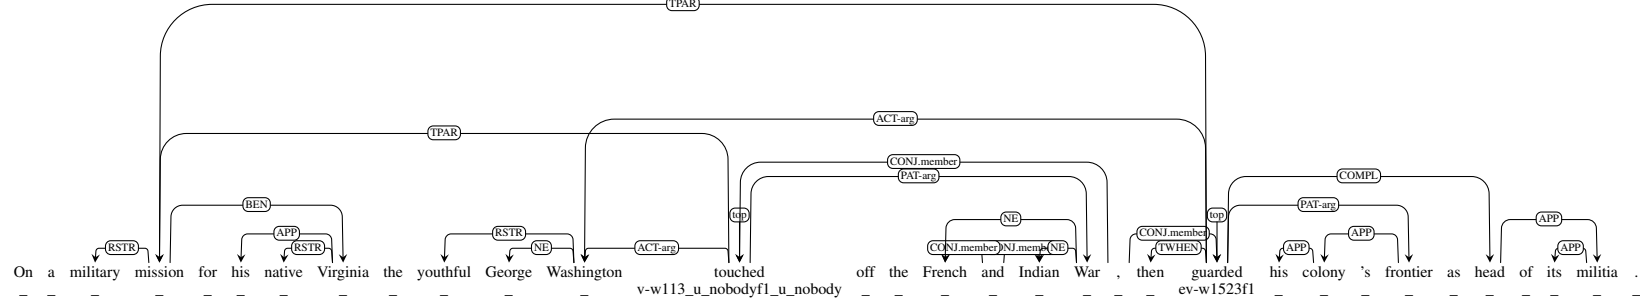 TPAR
ACT-arg
TPAR
CONJ.member
PAT-arg COMPL
BEN top top PAT-arg
APP RSTR NE CONJ.member APP APP
RSTR RSTR NE ACT-arg CONJ.member NE TWHEN APP APP
On a military mission for his native Virginia the youthful George Washington touched off the French and Indian War , then guarded his colony 's frontier as head of its militia .
_ _ _ _ _ _ _ _ _ _ _ _ v-w113_u_nobodyf1_u_nobody _ _ _ _ _ _ _ _ ev-w1523f1 _ _ _ _ _ _ _ _ _ _